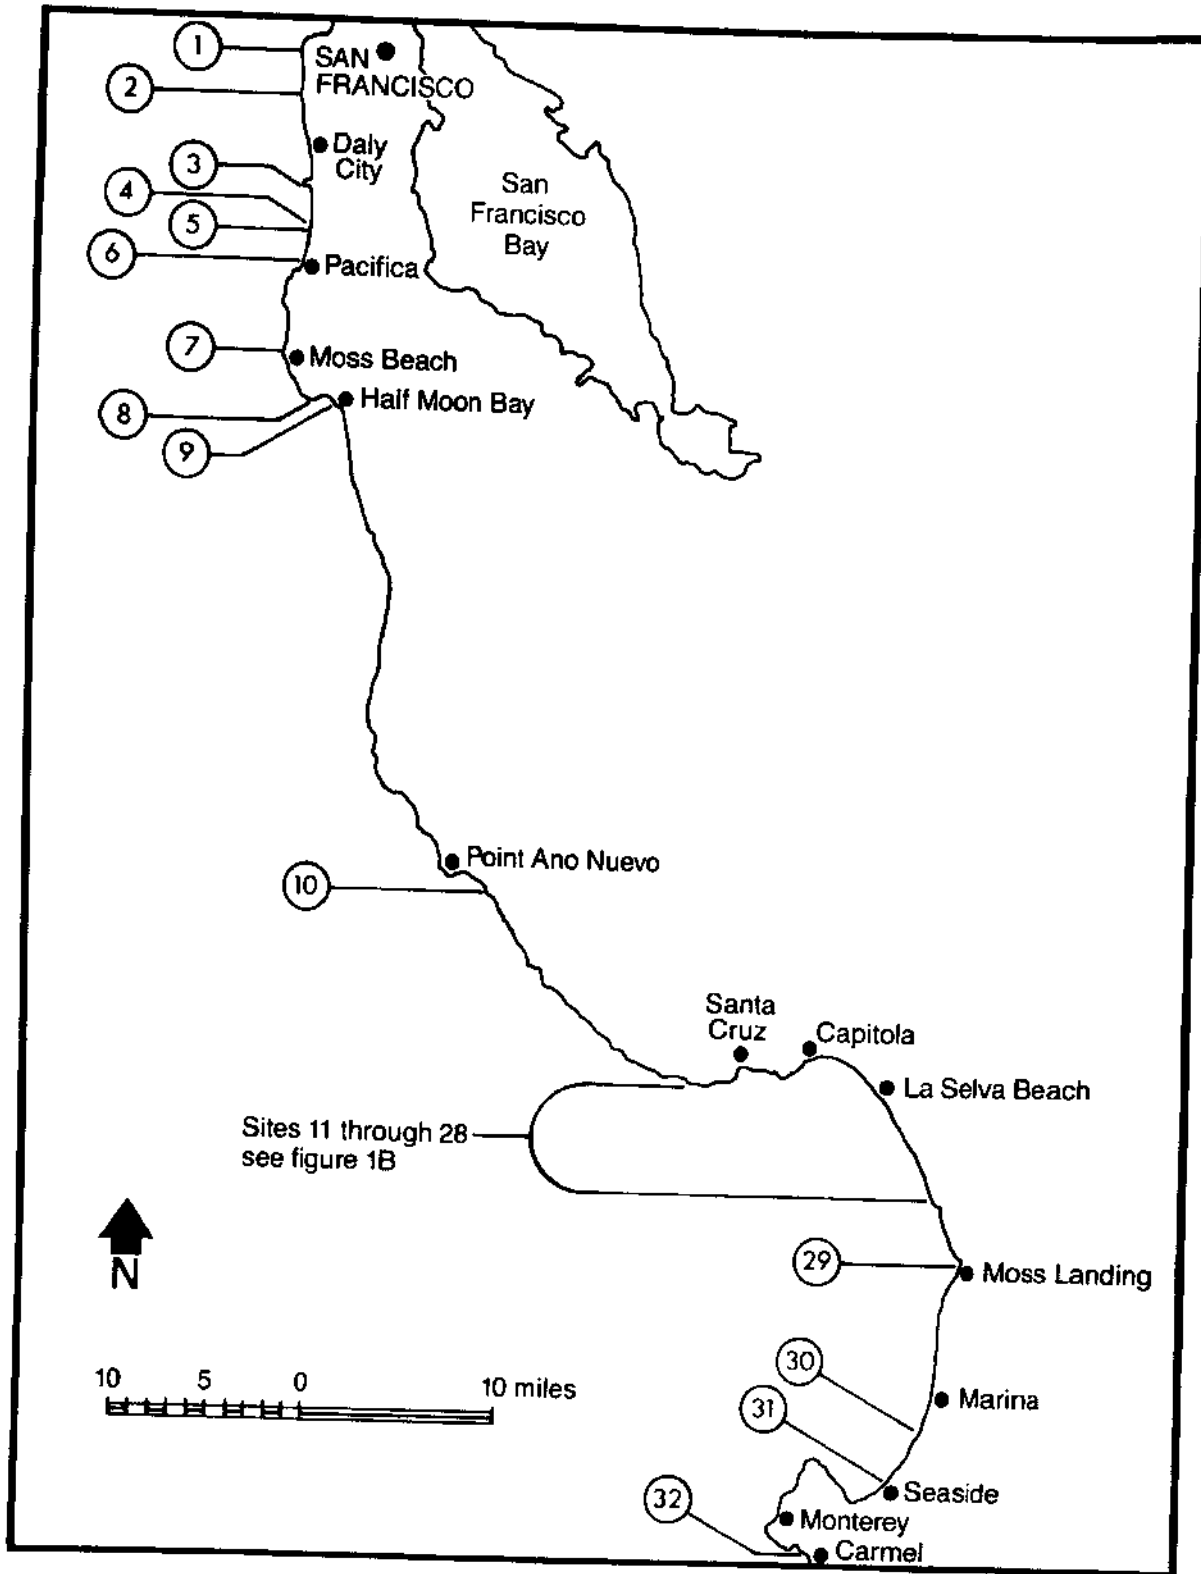 1
SAN
FRANCISCO
2
Daly
City
3
4
5
6
Pacifica
San
Francisco
Bay
7
Moss Beach
8
Half Moon Bay
9
Point Ano Nuevo
10
Santa
Cruz
Capitola
La Selva Beach
Sites 11 through 28
see figure 1B
N
29
Moss Landing
10 5 0 10 miles
30
Marina
31
Seaside
32
Monterey
Carmel